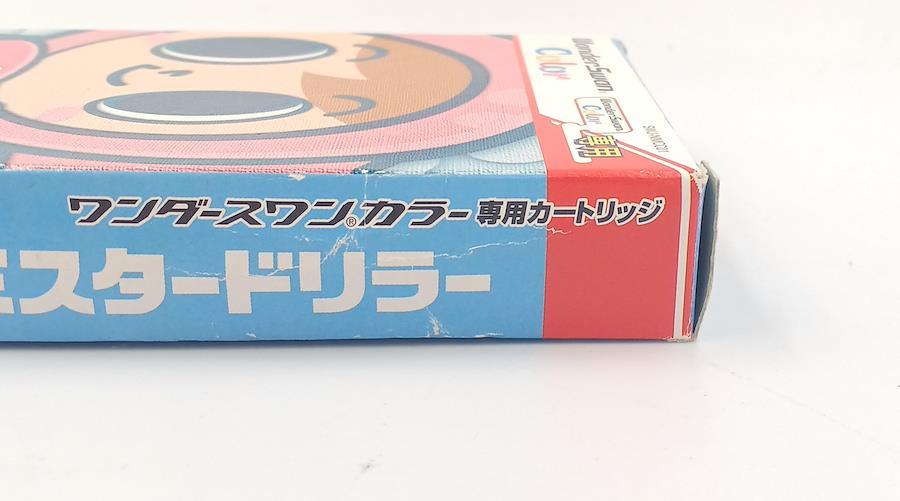 WonderSwan
Color
WonderSwan
Color
専用
ワンダースワン®カラー専用カートリッジ
ミスタードリラー